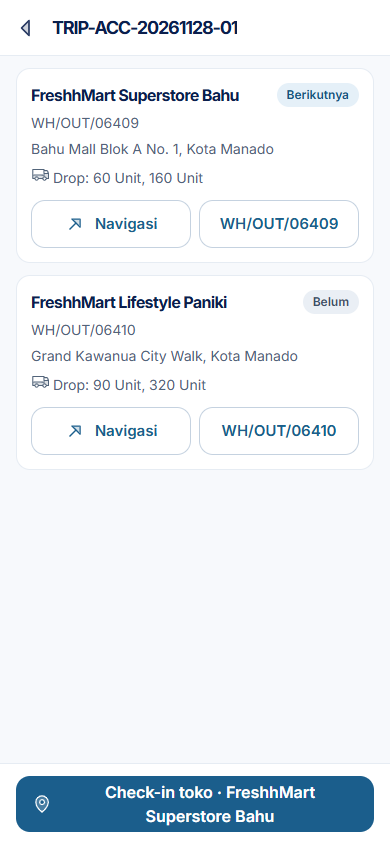 TRIP-ACC-20261128-01
FreshhMart Superstore Bahu
Berikutnya
WH/OUT/06409
Bahu Mall Blok A No. 1, Kota Manado
Drop: 60 Unit, 160 Unit
Navigasi
WH/OUT/06409
FreshhMart Lifestyle Paniki
Belum
WH/OUT/06410
Grand Kawanua City Walk, Kota Manado
Drop: 90 Unit, 320 Unit
Navigasi
WH/OUT/06410
Check-in toko · FreshhMart
Superstore Bahu